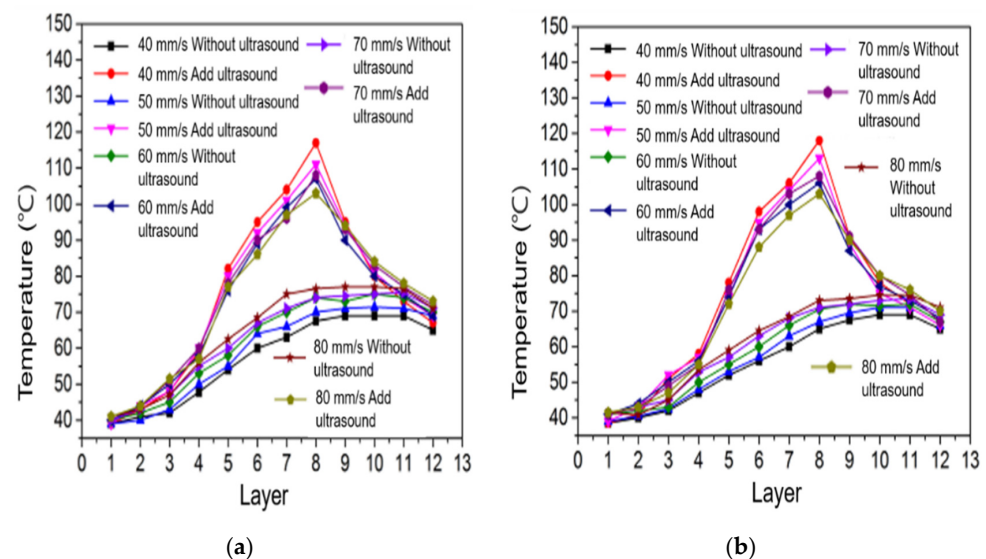 150
140
130
120
110
100
90
80
70
60
50
40
Temperature (°C)
40 mm/s Without ultrasound
40 mm/s Add ultrasound
50 mm/s Without ultrasound
50 mm/s Add ultrasound
60 mm/s Without
ultrasound
60 mm/s Add
ultrasound
70 mm/s Without
ultrasound
70 mm/s Add
ultrasound
80 mm/s Without
ultrasound
80 mm/s Add
ultrasound
0 1 2 3 4 5 6 7 8 9 10 11 12 13
Layer
(a)
150
140
130
120
110
100
90
80
70
60
50
40
Temperature (°C)
40 mm/s Without ultrasound
40 mm/s Add ultrasound
50 mm/s Without ultrasound
50 mm/s Add ultrasound
60 mm/s Without
ultrasound
60 mm/s Add
ultrasound
70 mm/s Without
ultrasound
70 mm/s Add
ultrasound
80 mm/s
Without
ultrasound
80 mm/s Add
ultrasound
0 1 2 3 4 5 6 7 8 9 10 11 12 13
Layer
(b)